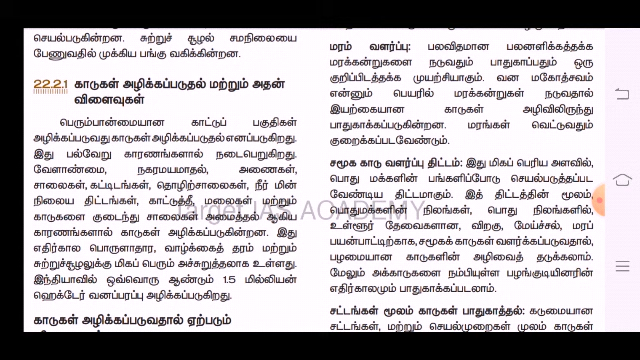 செயல்படுகின்றன. சுற்றுச் சூழல் சமநிலையை
பேணுவதில் முக்கிய பங்கு வகிக்கின்றன.
22.2.1 காடுகள் அழிக்கப்படுதல் மற்றும் அதன்
விளைவுகள்
பெரும்பான்மையான காட்டுப் பகுதிகள்
அழிக்கப்படுவது காடுகள் அழிக்கப்படுதல் எனப்படுகிறது.
இது பல்வேறு காரணங்களால் நடைபெறுகிறது.
வேளாண்மை, நகரமயமாதல், அணைகள்,
சாலைகள், கட்டிடங்கள், தொழிற்சாலைகள், நீர் மின்
நிலைய திட்டங்கள், காட்டுத்தீ, மலைகள் மற்றும்
காடுகளை குடைந்து சாலைகள் அமைத்தல் ஆகிய
காரணங்களால் காடுகள் அழிக்கப்படுகின்றன. இது
எதிர்கால பொருளாதார, வாழ்க்கைத் தரம் மற்றும்
சுற்றுச்சூழலுக்கு மிகப் பெரும் அச்சுறுத்தலாக உள்ளது.
இந்தியாவில் ஒவ்வொரு ஆண்டும் 1.5 மில்லியன்
ஹெக்டேர் வனப்பரப்பு அழிக்கப்படுகிறது.
காடுகள் அழிக்கப்படுவதால் ஏற்படும்
மரம் வளர்ப்பு: பலவிதமான பலனளிக்கத்தக்க
மரக்கன்றுகளை நடுவதும் பாதுகாப்பதும் ஒரு
குறிப்பிடத்தக்க முயற்சியாகும். வன மகோத்சவம்
என்னும் பெயரில் மரக்கன்றுகள் நடுவதால்
இயற்கையான காடுகள் அழிவிலிருந்து
பாதுகாக்கப்படுகின்றன. மரங்கள் வெட்டுவதும்
குறைக்கப்படவேண்டும்.
சமூக காடு வளர்ப்பு திட்டம்: இது மிகப் பெரிய அளவில்,
பொது மக்களின் பங்களிப்போடு செயல்படுத்தப்பட
வேண்டிய திட்டமாகும். இத் திட்டத்தின் மூலம்,
பொதுமக்களின் நிலங்கள், பொது நிலங்களில்,
உள்ளூர் தேவைகளான, விறகு, மேய்ச்சல், மரப்
பயன்பாட்டிற்காக, சமூகக் காடுகள் வளர்க்கப்படுவதால்,
பழமையான காடுகளின் அழிவைத் தடுக்கலாம்.
மேலும் அக்காடுகளை நம்பியுள்ள பழங்குடியினரின்
எதிர்காலமும் பாதுகாக்கப்படலாம்.
சட்டங்கள் மூலம் காடுகள் பாதுகாத்தல்: கடுமையான
சட்டங்கள், மற்றும் செயல்முறைகள் மூலம் காடுகள்
Target IAS ACADEMY